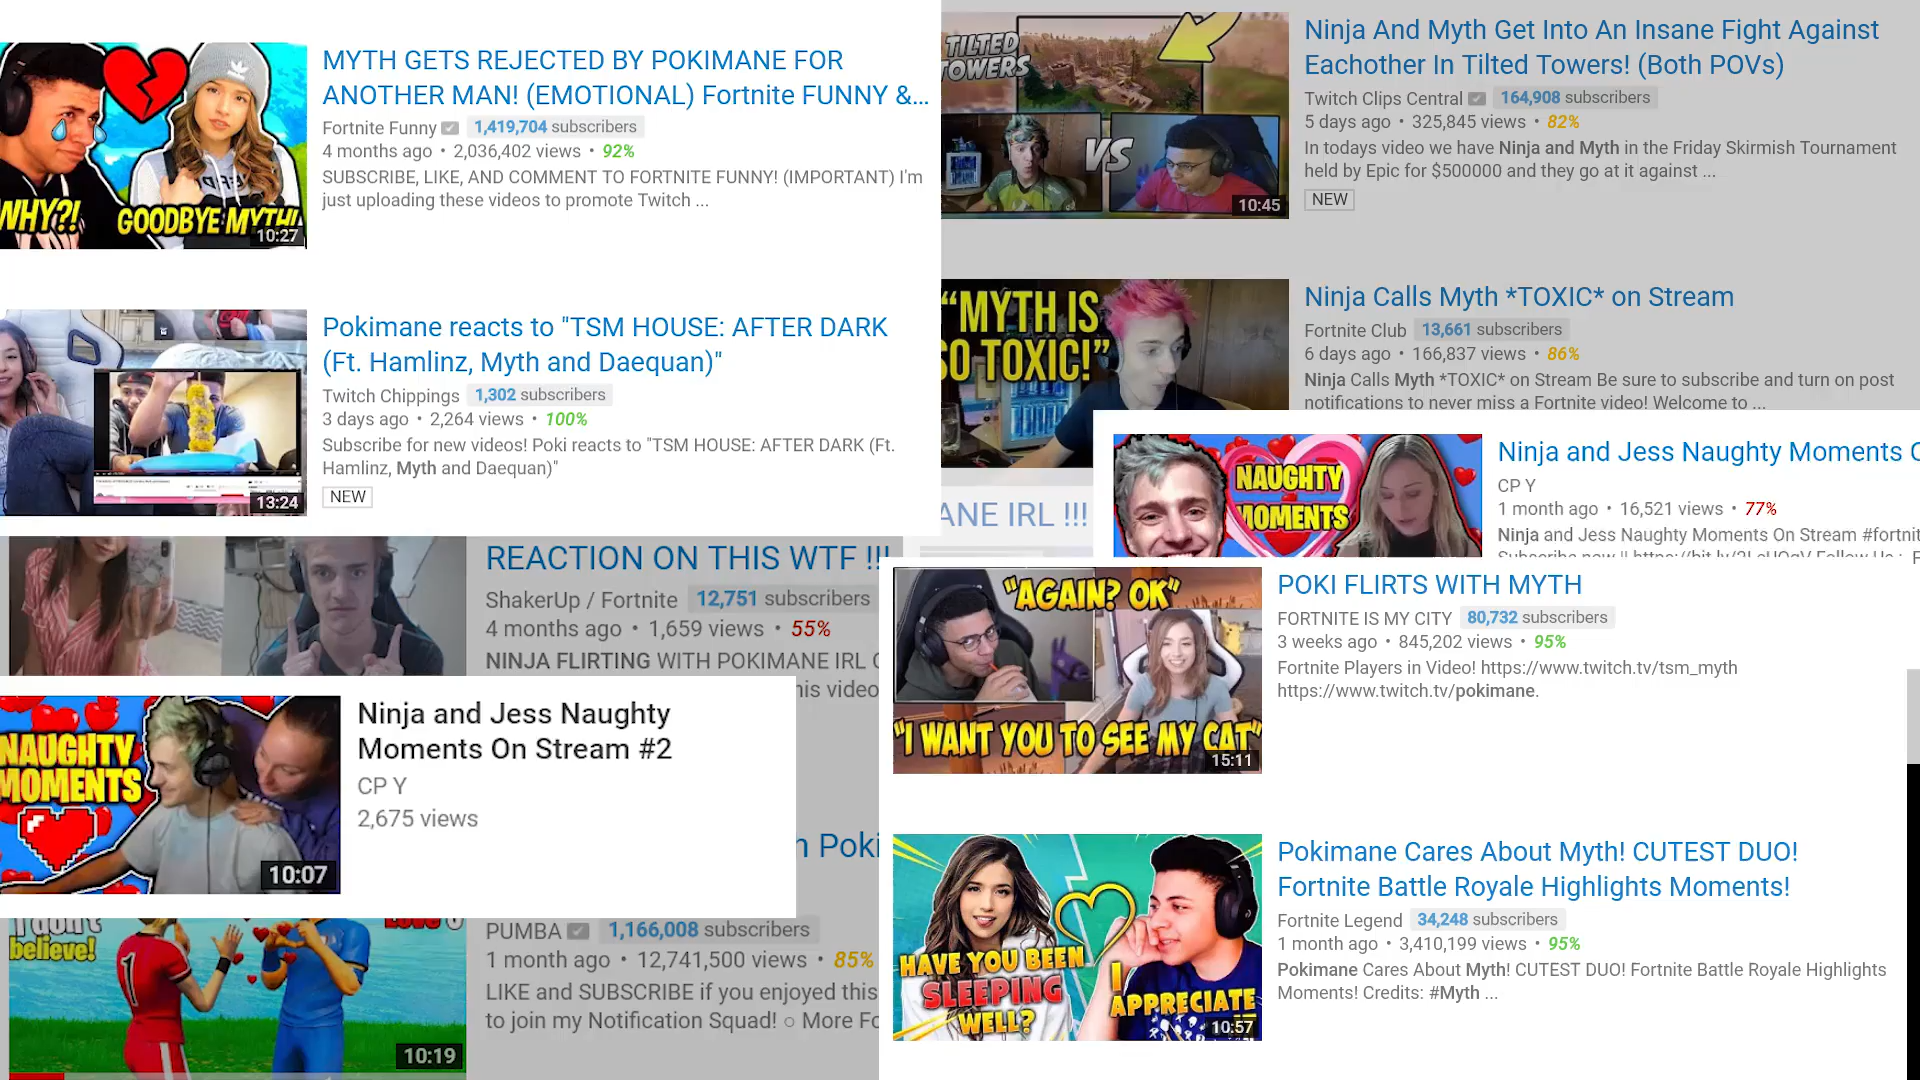 WHY?!
GOODBYE MYTH!
10:27
MYTH GETS REJECTED BY POKIMANE FOR
ANOTHER MAN! (EMOTIONAL) Fortnite FUNNY &...
Fortnite Funny 1,419,704 subscribers
4 months ago • 2,036,402 views • 92%
SUBSCRIBE, LIKE, AND COMMENT TO FORTNITE FUNNY! (IMPORTANT) I'm
just uploading these videos to promote Twitch ...
13:24
Pokimane reacts to "TSM HOUSE: AFTER DARK
(Ft. Hamlinz, Myth and Daequan)"
Twitch Chippings 1,302 subscribers
3 days ago • 2,264 views • 100%
Subscribe for new videos! Poki reacts to "TSM HOUSE: AFTER DARK (Ft.
Hamlinz, Myth and Daequan)"
NEW
TILTED
TOWERS
VS
10:45
Ninja And Myth Get Into An Insane Fight Against
Eachother In Tilted Towers! (Both POVs)
Twitch Clips Central 164,908 subscribers
5 days ago • 325,845 views • 82%
In todays video we have Ninja and Myth in the Friday Skirmish Tournament
held by Epic for $500000 and they go at it against ...
NEW
"MYTH IS
SO TOXIC!"
Ninja Calls Myth *TOXIC* on Stream
Fortnite Club 13,661 subscribers
6 days ago • 166,837 views • 86%
Ninja Calls Myth *TOXIC* on Stream Be sure to subscribe and turn on post
notifications to never miss a Fortnite video! Welcome to ...
ANE IRL !!!
NAUGHTY
MOMENTS
Ninja and Jess Naughty Moments
CP Y
1 month ago • 16,521 views • 77%
Ninja and Jess Naughty Moments On Stream #fortnit
REACTION ON THIS WTF !!!
ShakerUp / Fortnite 12,751 subscribers
4 months ago • 1,659 views • 55%
NINJA FLIRTING WITH POKIMANE IRL
his video
NAUGHTY
MOMENTS
10:07
Ninja and Jess Naughty
Moments On Stream #2
CP Y
2,675 views
Poki
I don't
believe!
1
10:19
PUMBA 1,166,008 subscribers
1 month ago • 12,741,500 views • 85%
LIKE and SUBSCRIBE if you enjoyed this
to join my Notification Squad! ○ More Fo
"AGAIN? OK"
"I WANT YOU TO SEE MY CAT"
15:11
POKI FLIRTS WITH MYTH
FORTNITE IS MY CITY 80,732 subscribers
3 weeks ago • 845,202 views • 95%
Fortnite Players in Video! https://www.twitch.tv/tsm_myth
https://www.twitch.tv/pokimane.
HAVE YOU BEEN
SLEEPING
WELL?
I
APPRECIATE
10:57
Pokimane Cares About Myth! CUTEST DUO!
Fortnite Battle Royale Highlights Moments!
Fortnite Legend 34,248 subscribers
1 month ago • 3,410,199 views • 95%
Pokimane Cares About Myth! CUTEST DUO! Fortnite Battle Royale Highlights
Moments! Credits: #Myth ...